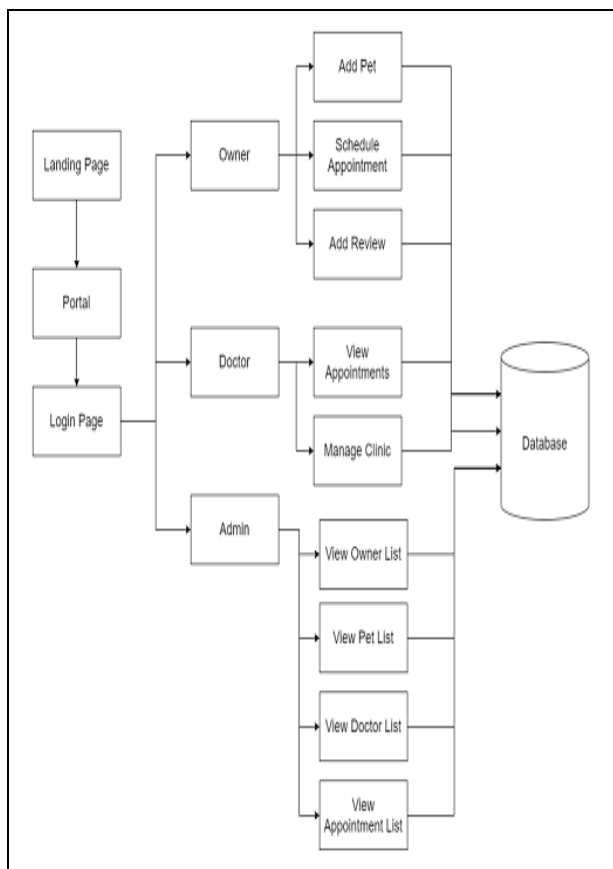 Landing Page
Portal
Login Page
Owner
Doctor
Admin
Add Pet
Schedule
Appointment
Add Review
View
Appointments
Manage Clinic
View Owner List
View Pet List
View Doctor List
View
Appointment List
Database